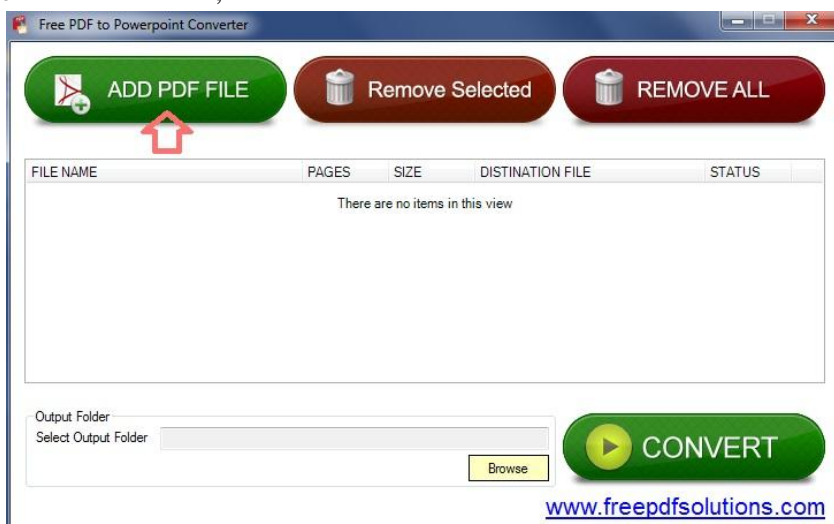 Free PDF to Powerpoint Converter
ADD PDF FILE Remove Selected REMOVE ALL
FILE NAME PAGES SIZE DISTINATION FILE STATUS
There are no items in this view
Output Folder
Select Output Folder
Browse
CONVERT
www.freepdfsolutions.com